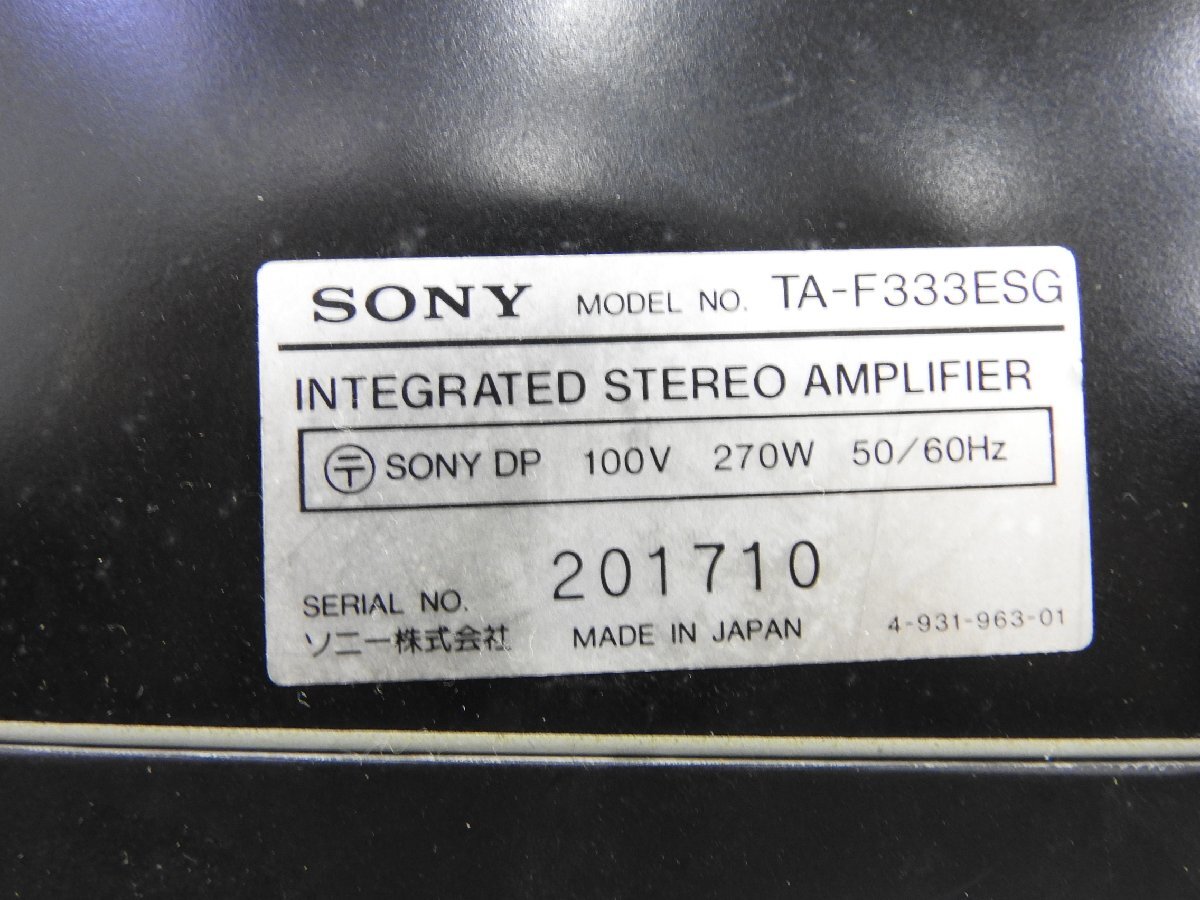 SONY MODEL NO. TA-F333ESG
INTEGRATED STEREO AMPLIFIER
〒 SONY DP 100V 270W 50/60Hz
SERIAL NO. 201710
ソニー株式会社 MADE IN JAPAN 4-931-963-01